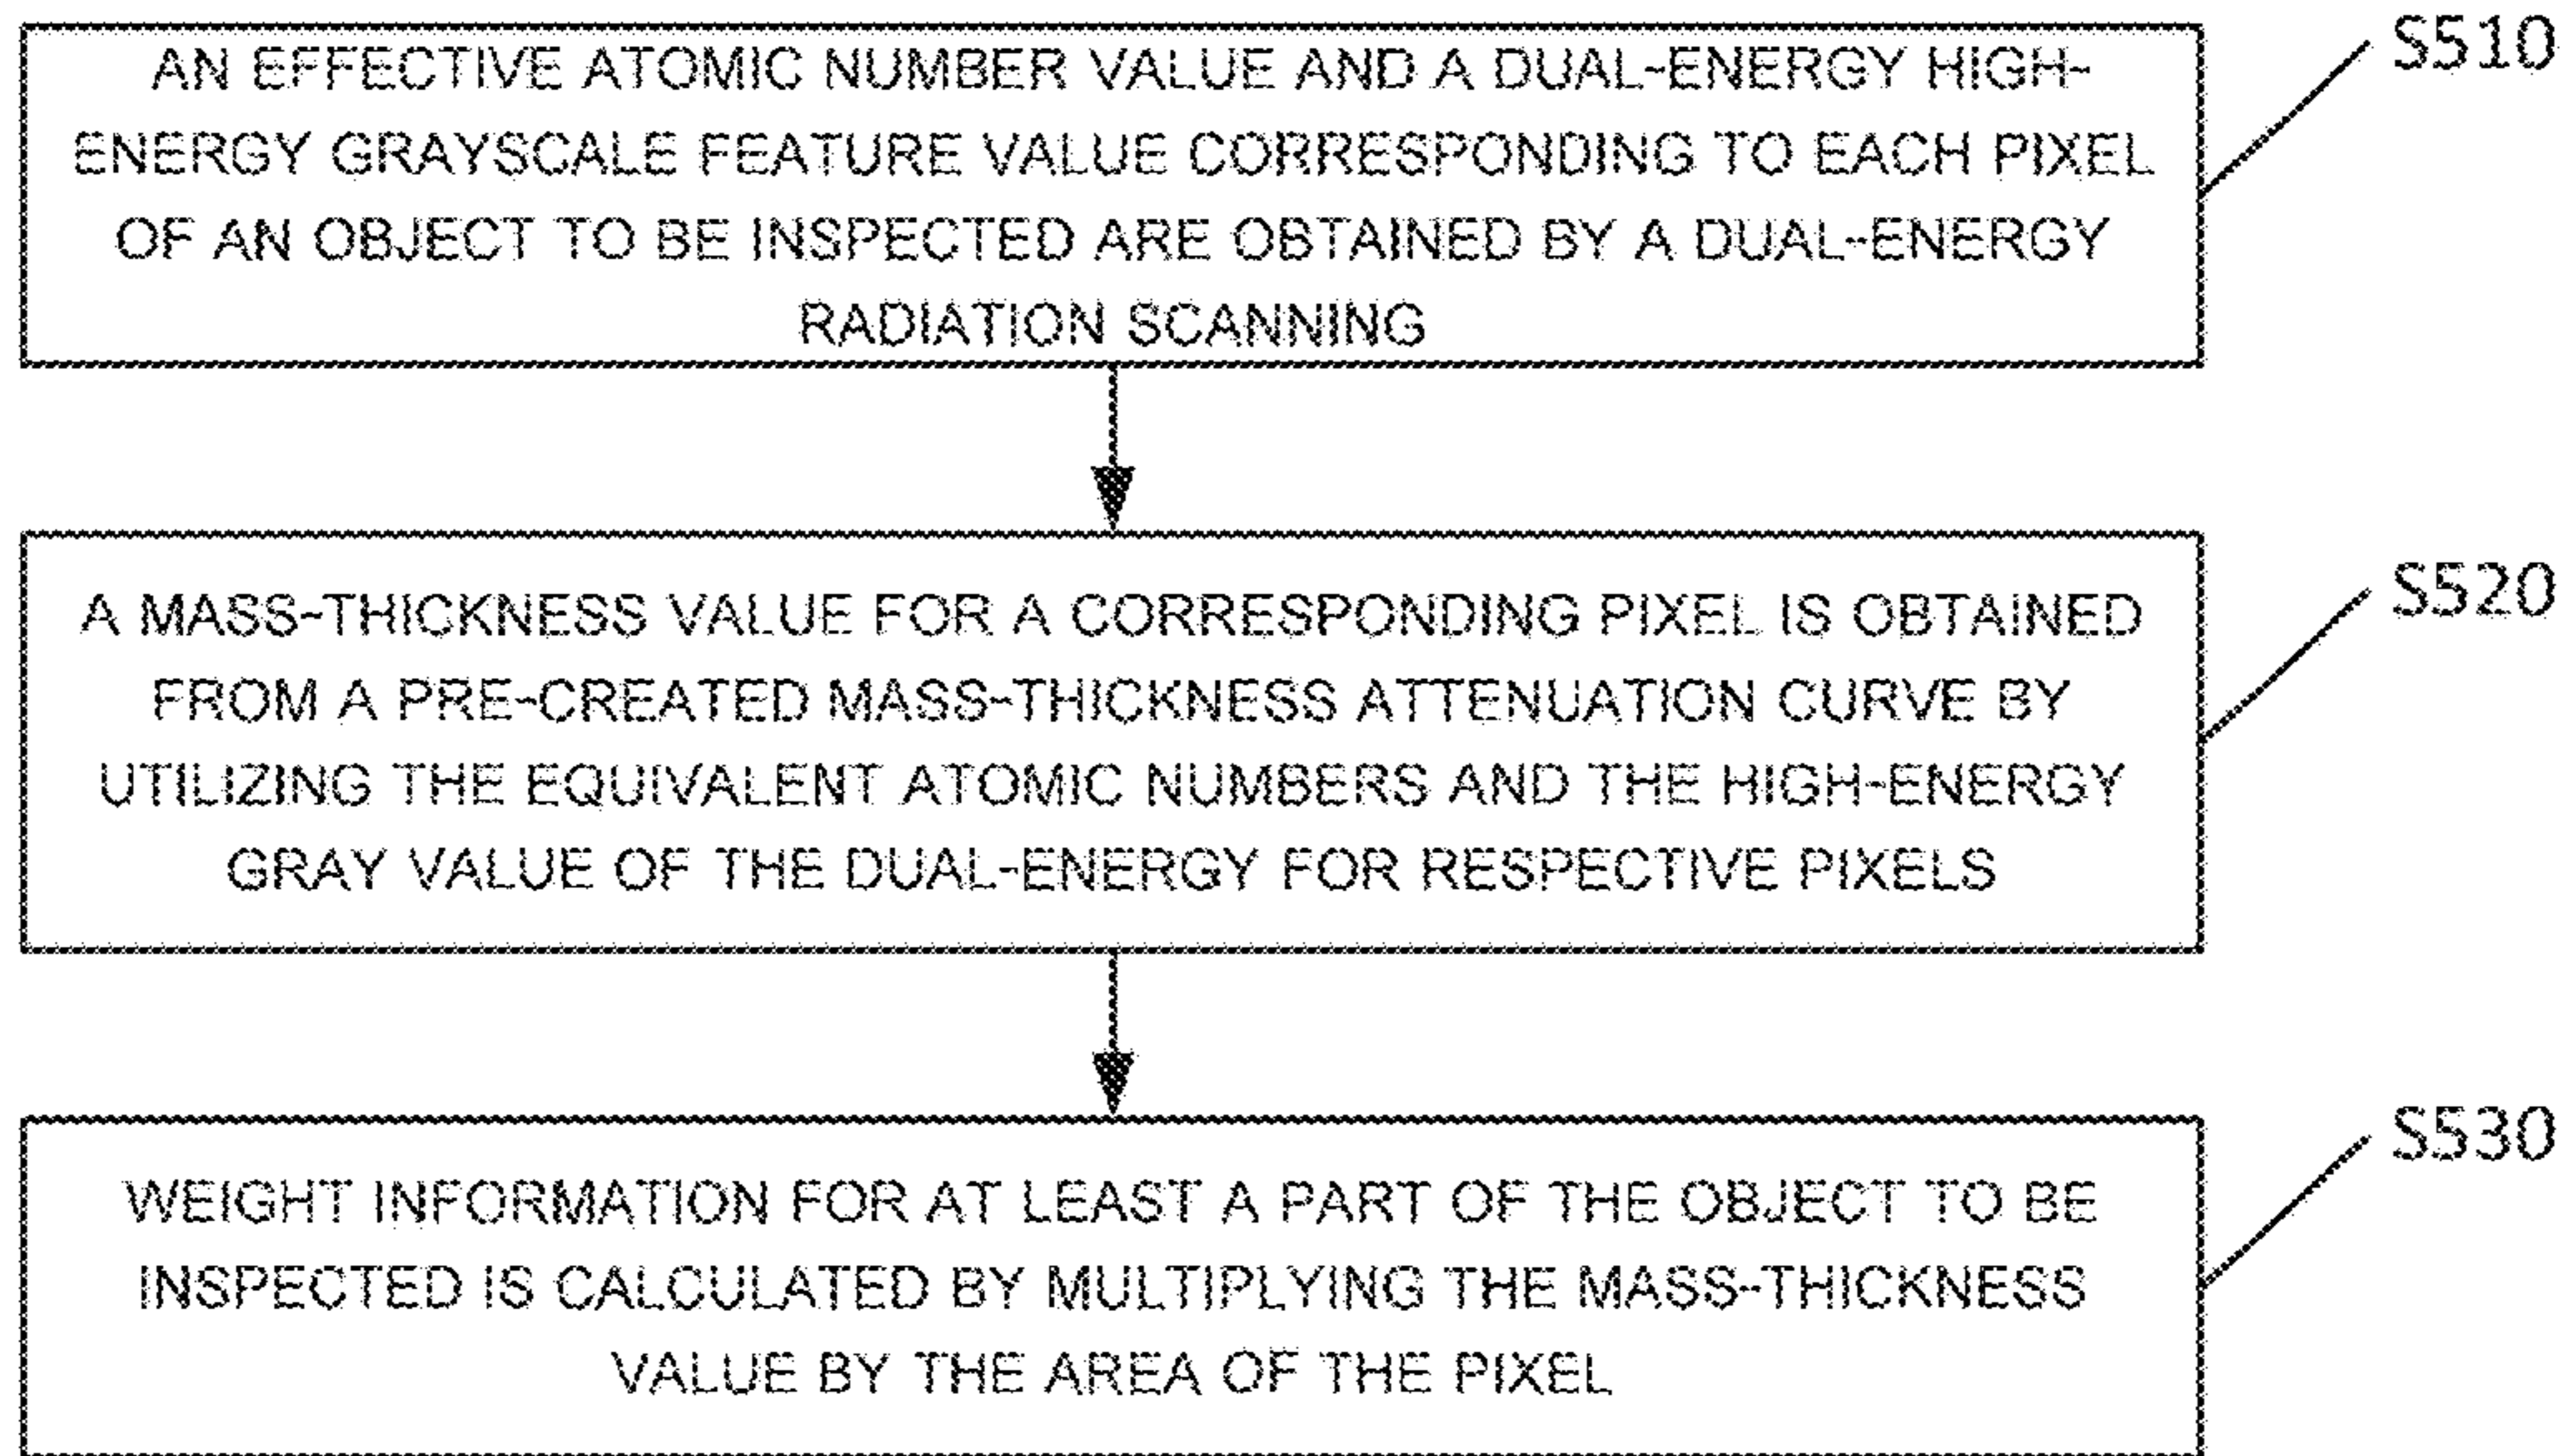 AN EFFECTIVE ATOMIC NUMBER VALUE AND A DUAL-ENERGY HIGH-
ENERGY GRAYSCALE FEATURE VALUE CORRESPONDING TO EACH PIXEL
OF AN OBJECT TO BE INSPECTED ARE OBTAINED BY A DUAL-ENERGY
RADIATION SCANNING
S510
A MASS-THICKNESS VALUE FOR A CORRESPONDING PIXEL IS OBTAINED
FROM A PRE-CREATED MASS-THICKNESS ATTENUATION CURVE BY
UTILIZING THE EQUIVALENT ATOMIC NUMBERS AND THE HIGH-ENERGY
GRAY VALUE OF THE DUAL-ENERGY FOR RESPECTIVE PIXELS
S520
WEIGHT INFORMATION FOR AT LEAST A PART OF THE OBJECT TO BE
INSPECTED IS CALCULATED BY MULTIPLYING THE MASS-THICKNESS
VALUE BY THE AREA OF THE PIXEL
S530